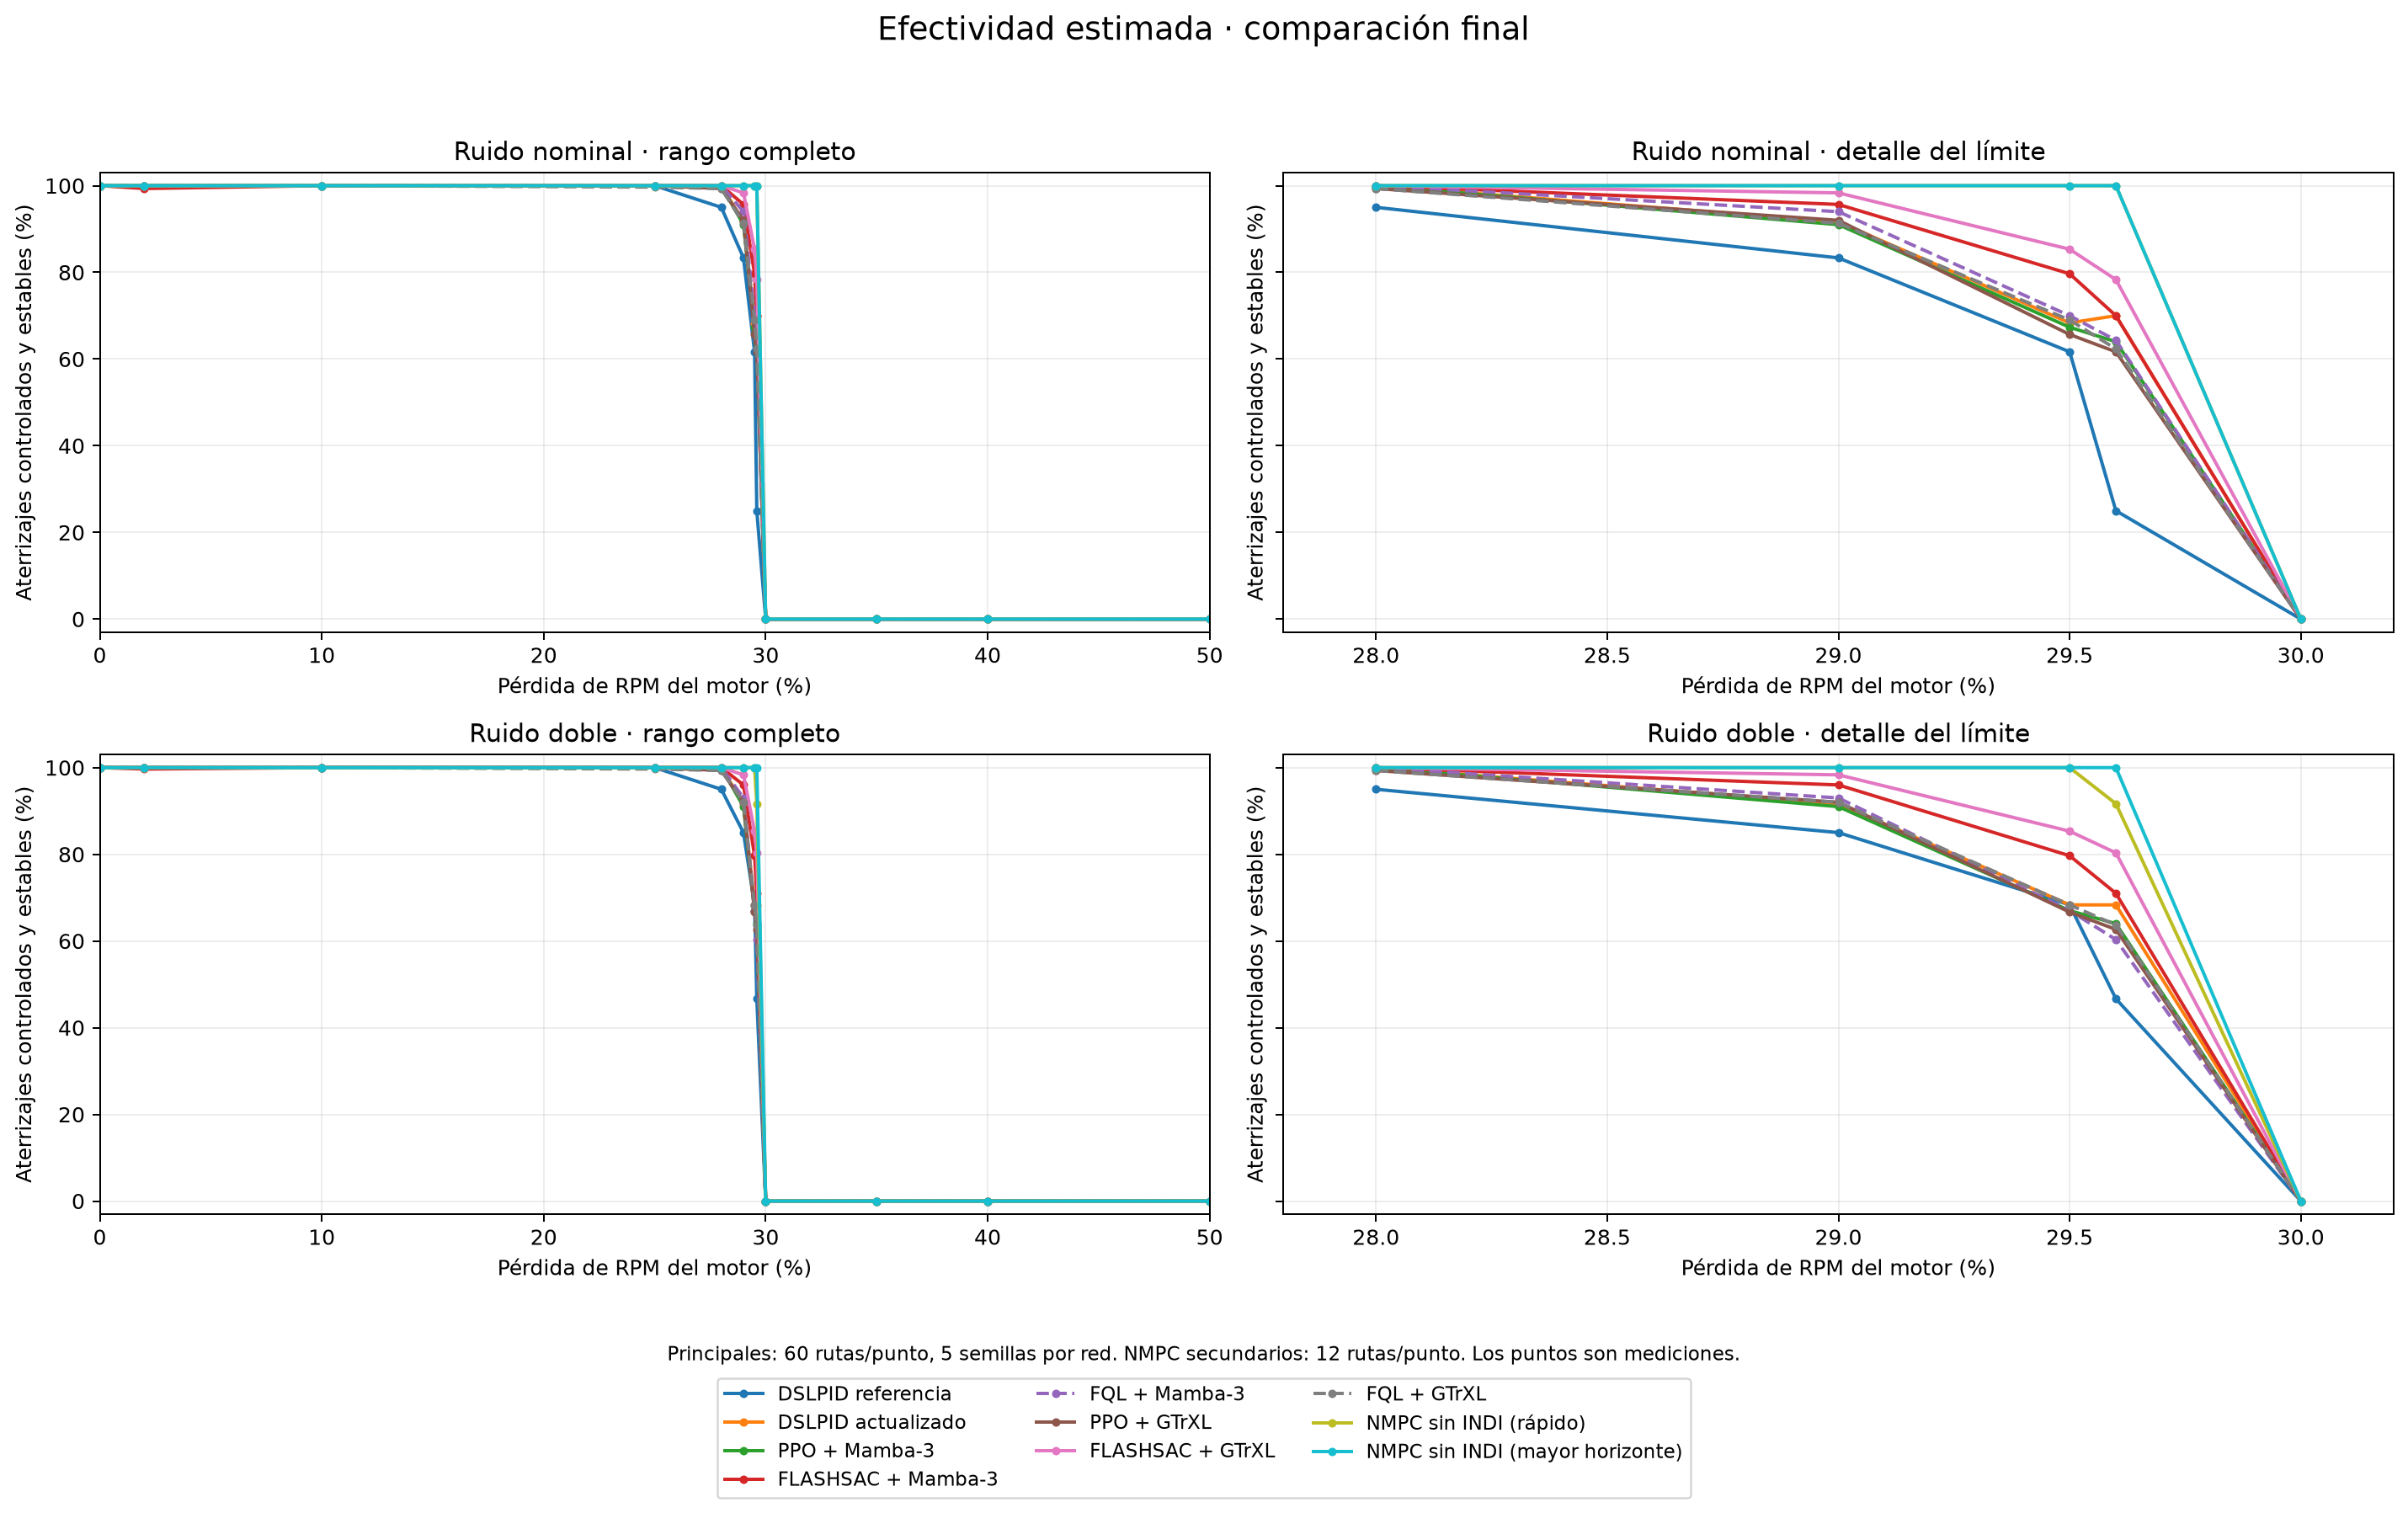 Efectividad estimada · comparación final
Ruido nominal · rango completo
Aterrizajes controlados y estables (%)
100
80
60
40
20
0
0 10 20 30 40 50
Pérdida de RPM del motor (%)
Ruido nominal · detalle del límite
Aterrizajes controlados y estables (%)
28.0 28.5 29.0 29.5 30.0
Pérdida de RPM del motor (%)
Ruido doble · rango completo
Aterrizajes controlados y estables (%)
100
80
60
40
20
0
0 10 20 30 40 50
Pérdida de RPM del motor (%)
Ruido doble · detalle del límite
Aterrizajes controlados y estables (%)
28.0 28.5 29.0 29.5 30.0
Pérdida de RPM del motor (%)
Principales: 60 rutas/punto, 5 semillas por red. NMPC secundarios: 12 rutas/punto. Los puntos son mediciones.
DSLPID referencia
DSLPID actualizado
PPO + Mamba-3
FLASHSAC + Mamba-3
FQL + Mamba-3
PPO + GTrXL
FLASHSAC + GTrXL
FQL + GTrXL
NMPC sin INDI (rápido)
NMPC sin INDI (mayor horizonte)